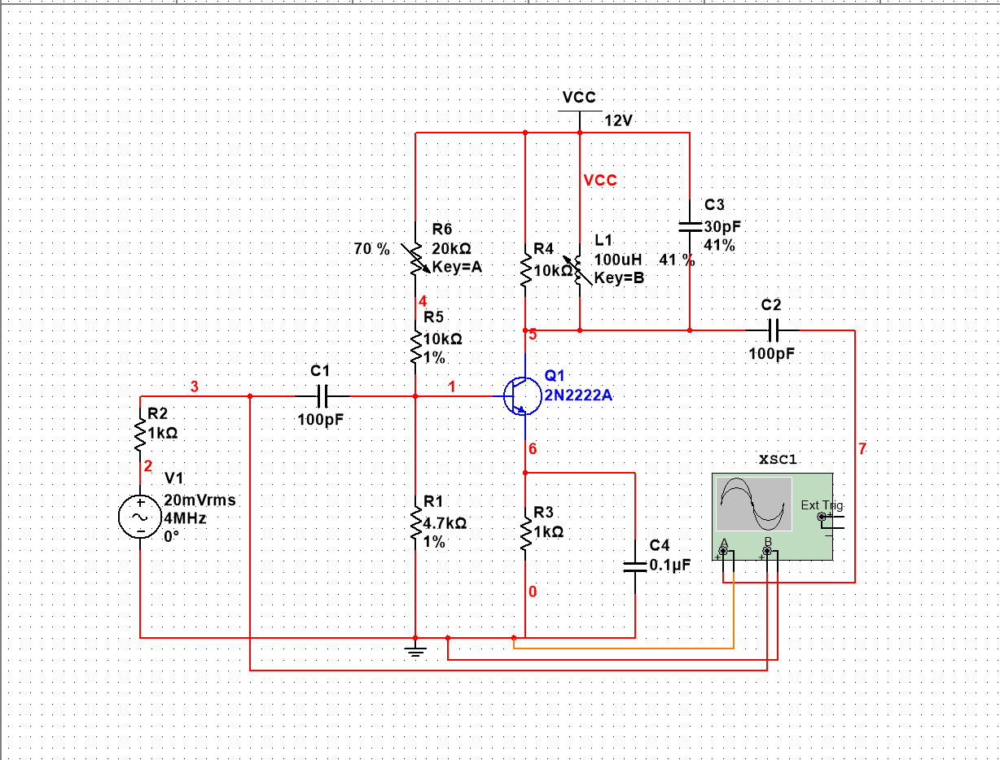 VCC
12V
VCC
C3
30pF
41%
R6
70 %
20kΩ
Key=A
R4
10kΩ
L1
100uH
41 %
Key=B
4
R5
10kΩ
1%
C2
100pF
5
C1
100pF
3
1
Q1
2N2222A
R2
1kΩ
2
V1
20mVrms
4MHz
0°
6
7
R1
4.7kΩ
1%
R3
1kΩ
C4
0.1µF
0
XSC1
Ext Trig
+
−
A
B
+
+
+
−